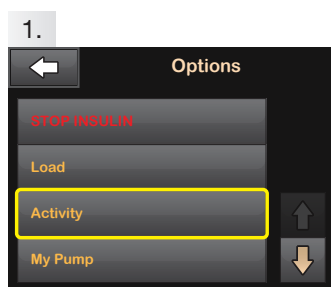 1.
Options
STOP INSULIN
Load
Activity
My Pump